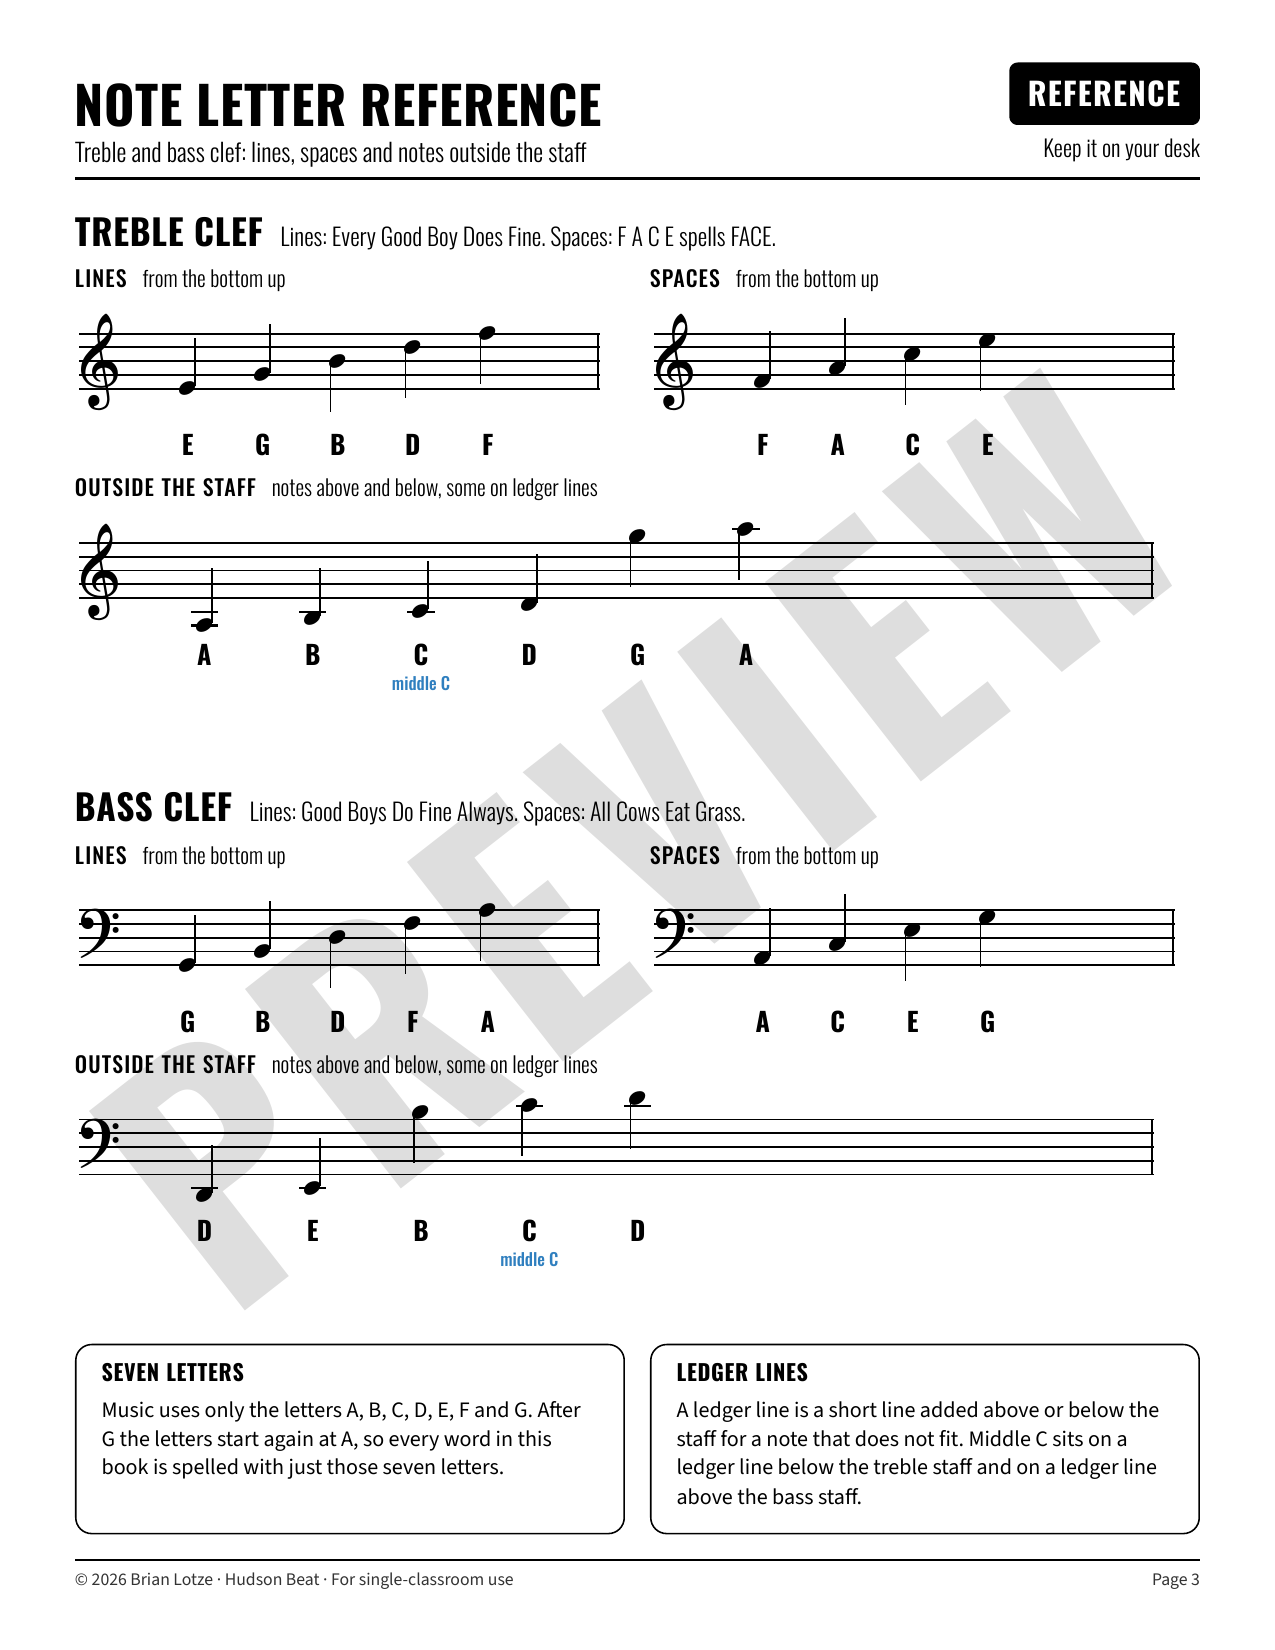 NOTE LETTER REFERENCE
REFERENCE
Treble and bass clef: lines, spaces and notes outside the staff
Keep it on your desk
TREBLE CLEF Lines: Every Good Boy Does Fine. Spaces: F A C E spells FACE.
LINES from the bottom up
SPACES from the bottom up
E G B D F
F A C E
OUTSIDE THE STAFF notes above and below, some on ledger lines
A B C D G A
middle C
BASS CLEF Lines: Good Boys Do Fine Always. Spaces: All Cows Eat Grass.
LINES from the bottom up
SPACES from the bottom up
G B D F A
A C E G
OUTSIDE THE STAFF notes above and below, some on ledger lines
D E B C D
middle C
PREVIEW
SEVEN LETTERS
Music uses only the letters A, B, C, D, E, F and G. After
G the letters start again at A, so every word in this
book is spelled with just those seven letters.
LEDGER LINES
A ledger line is a short line added above or below the
staff for a note that does not fit. Middle C sits on a
ledger line below the treble staff and on a ledger line
above the bass staff.
© 2026 Brian Lotze · Hudson Beat · For single-classroom use
Page 3